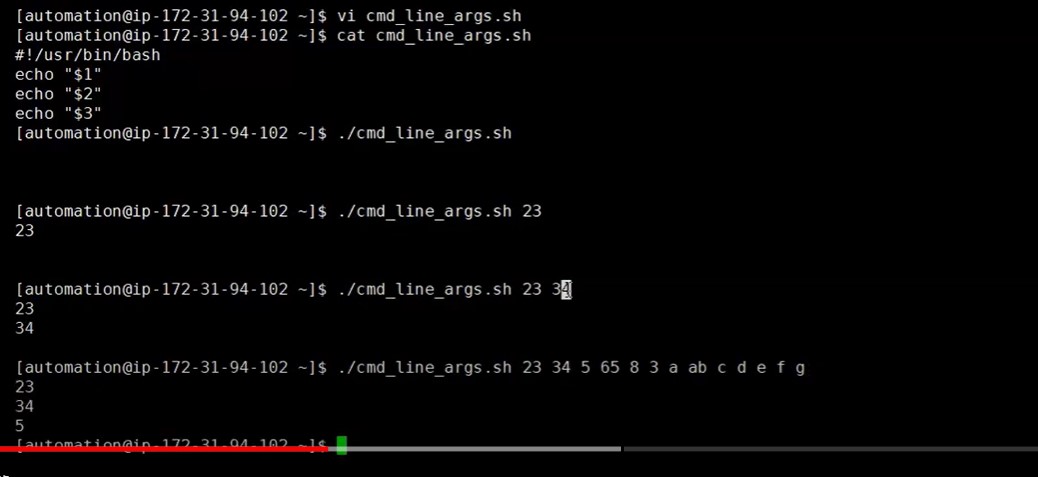 [automation@ip-172-31-94-102 ~]$ vi cmd_line_args.sh
[automation@ip-172-31-94-102 ~]$ cat cmd_line_args.sh
#!/usr/bin/bash
echo "$1"
echo "$2"
echo "$3"
[automation@ip-172-31-94-102 ~]$ ./cmd_line_args.sh
[automation@ip-172-31-94-102 ~]$ ./cmd_line_args.sh 23
23
[automation@ip-172-31-94-102 ~]$ ./cmd_line_args.sh 23 34
23
34
[automation@ip-172-31-94-102 ~]$ ./cmd_line_args.sh 23 34 5 65 8 3 a ab c d e f g
23
34
5
[automation@ip-172-31-94-102 ~]$